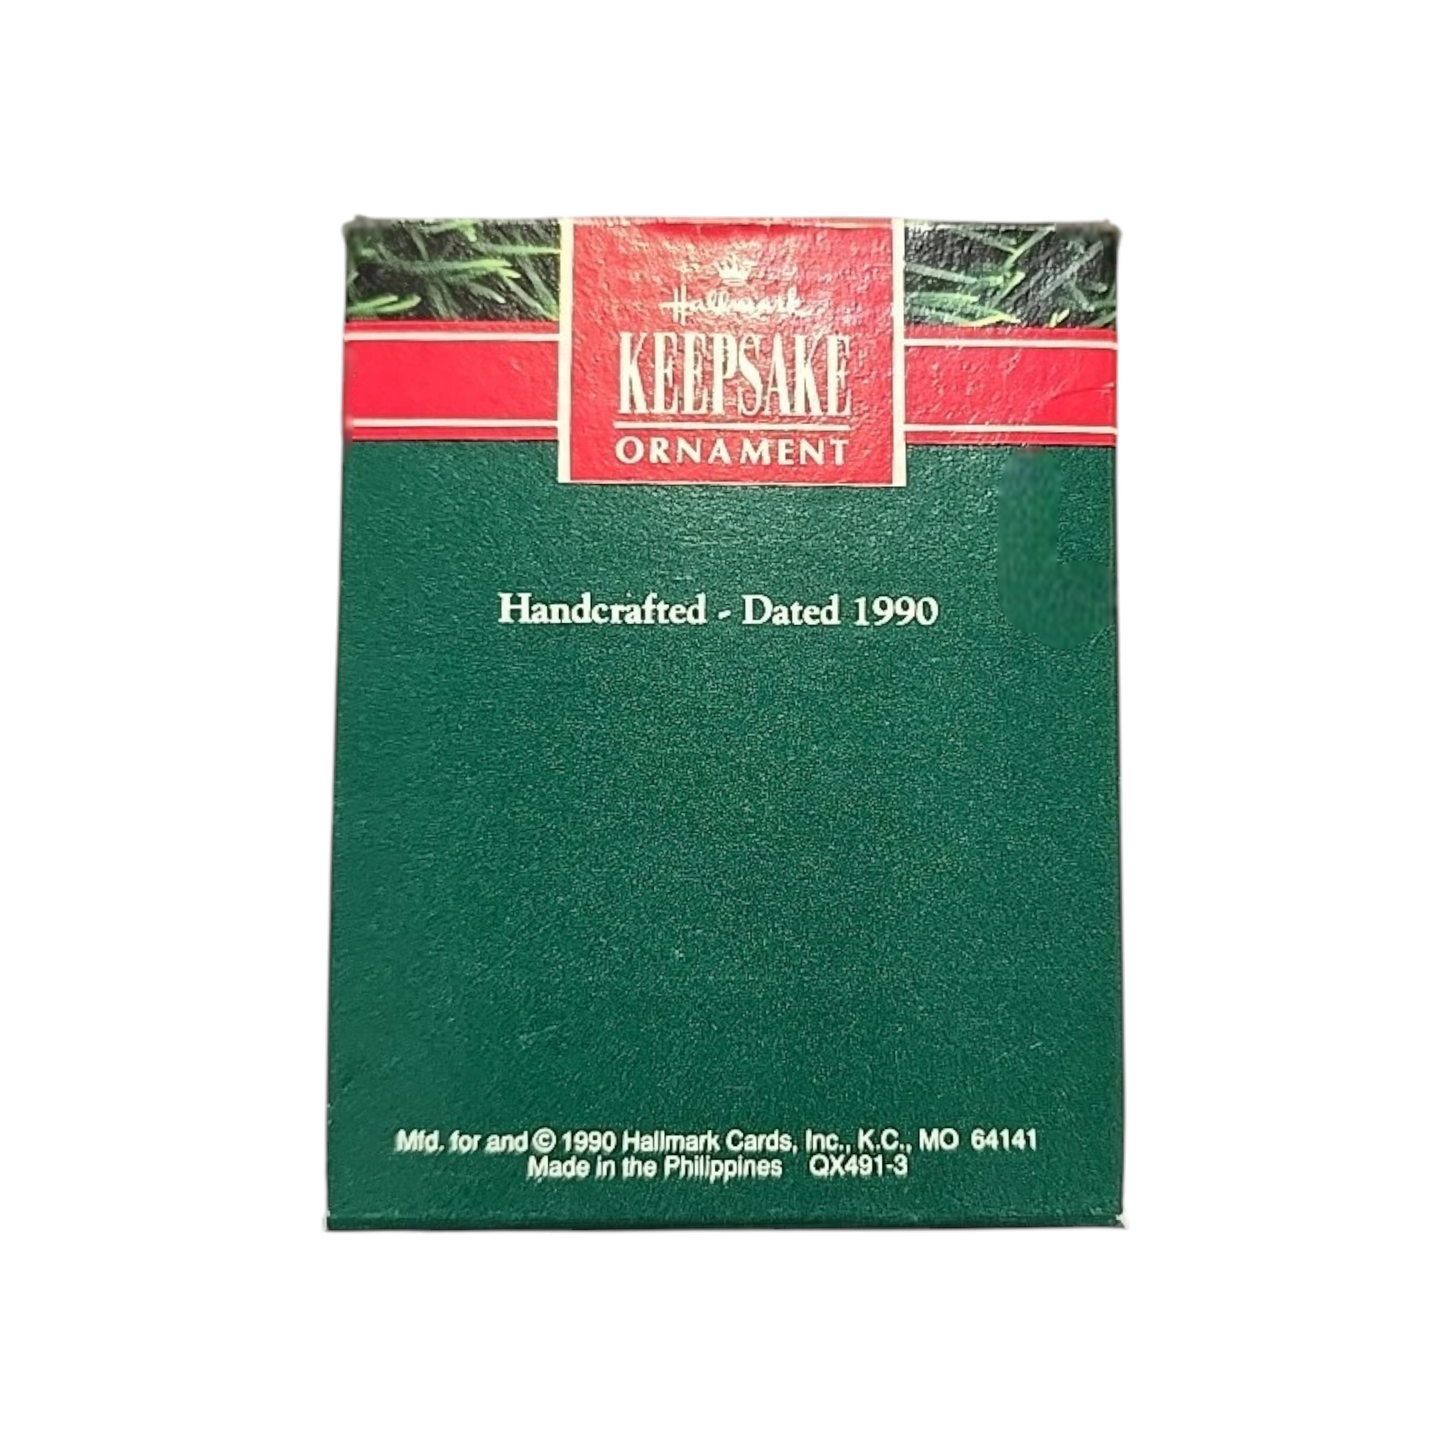 Hallmark
KEEPSAKE
ORNAMENT
Handcrafted - Dated 1990
Mfd. for and © 1990 Hallmark Cards, Inc., K.C., MO 64141
Made in the Philippines QX491-3